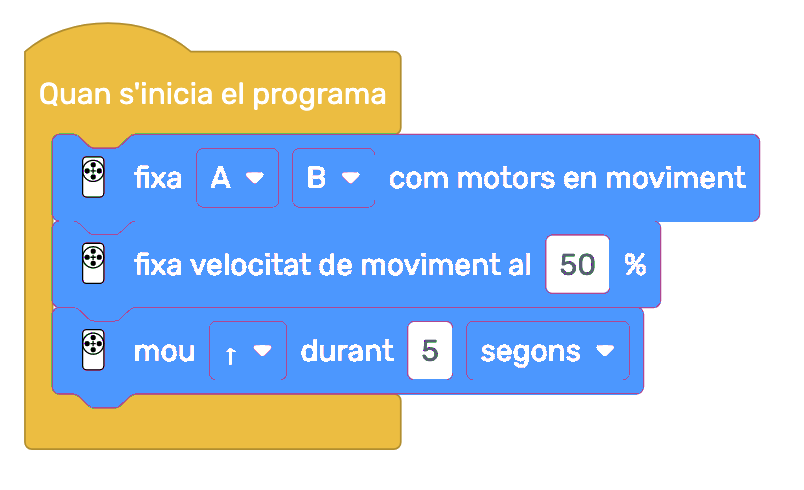 Quan s'inicia el programa
fixa A B com motors en moviment
fixa velocitat de moviment al 50 %
mou ↑ durant 5 segons